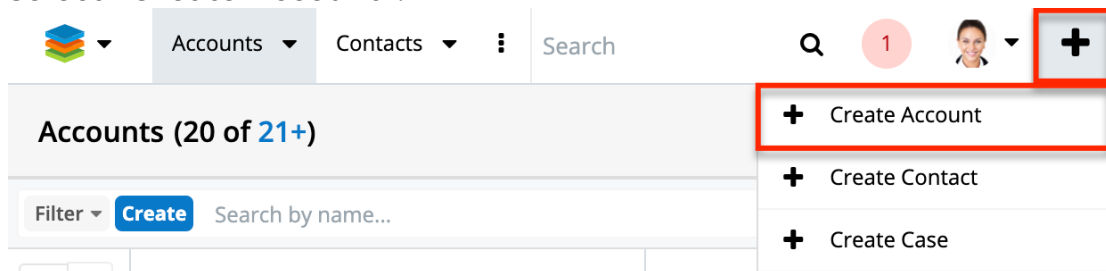 Accounts Contacts Search 1
Create Account
Accounts (20 of 21+)
Create Contact
Filter Create Search by name...
Create Case